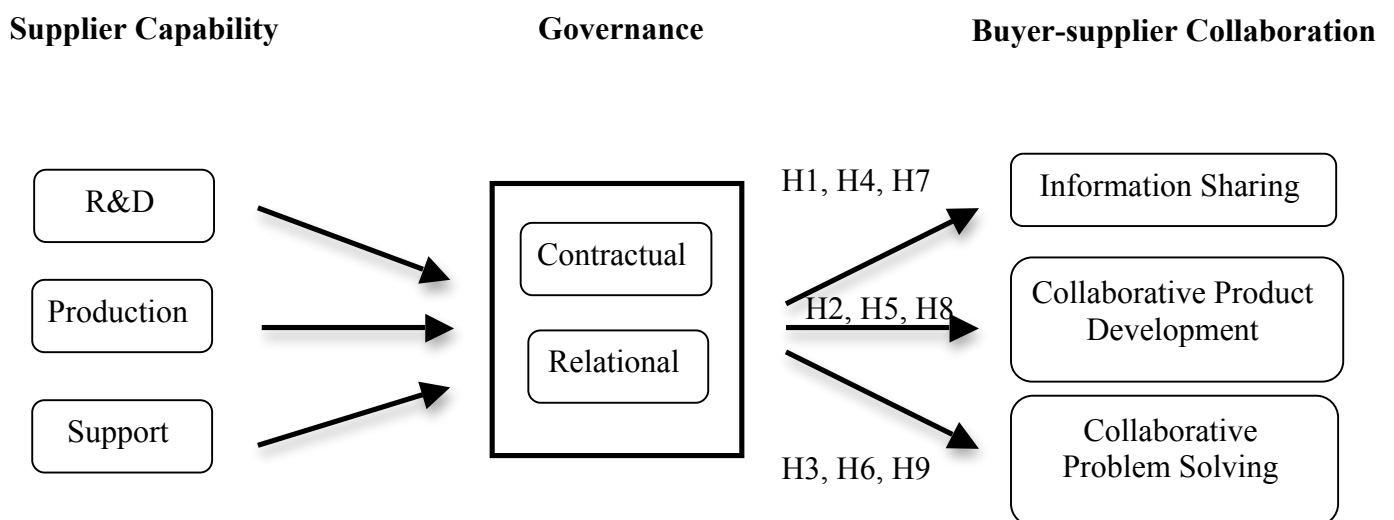 Supplier Capability
Governance
Buyer-supplier Collaboration
R&D
Production
Support
Contractual
Relational
H1, H4, H7
H2, H5, H8
H3, H6, H9
Information Sharing
Collaborative Product
Development
Collaborative
Problem Solving